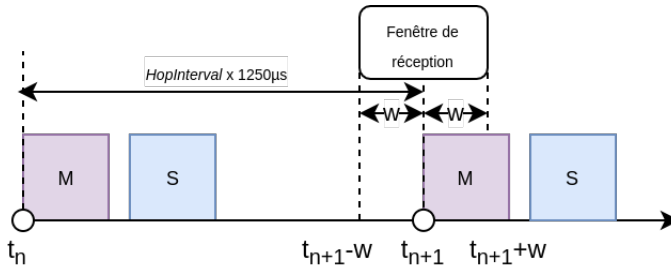 Fenêtre de
réception
HopInterval x 1250µs
w w
M S M S
tn tn+1-w tn+1 tn+1+w